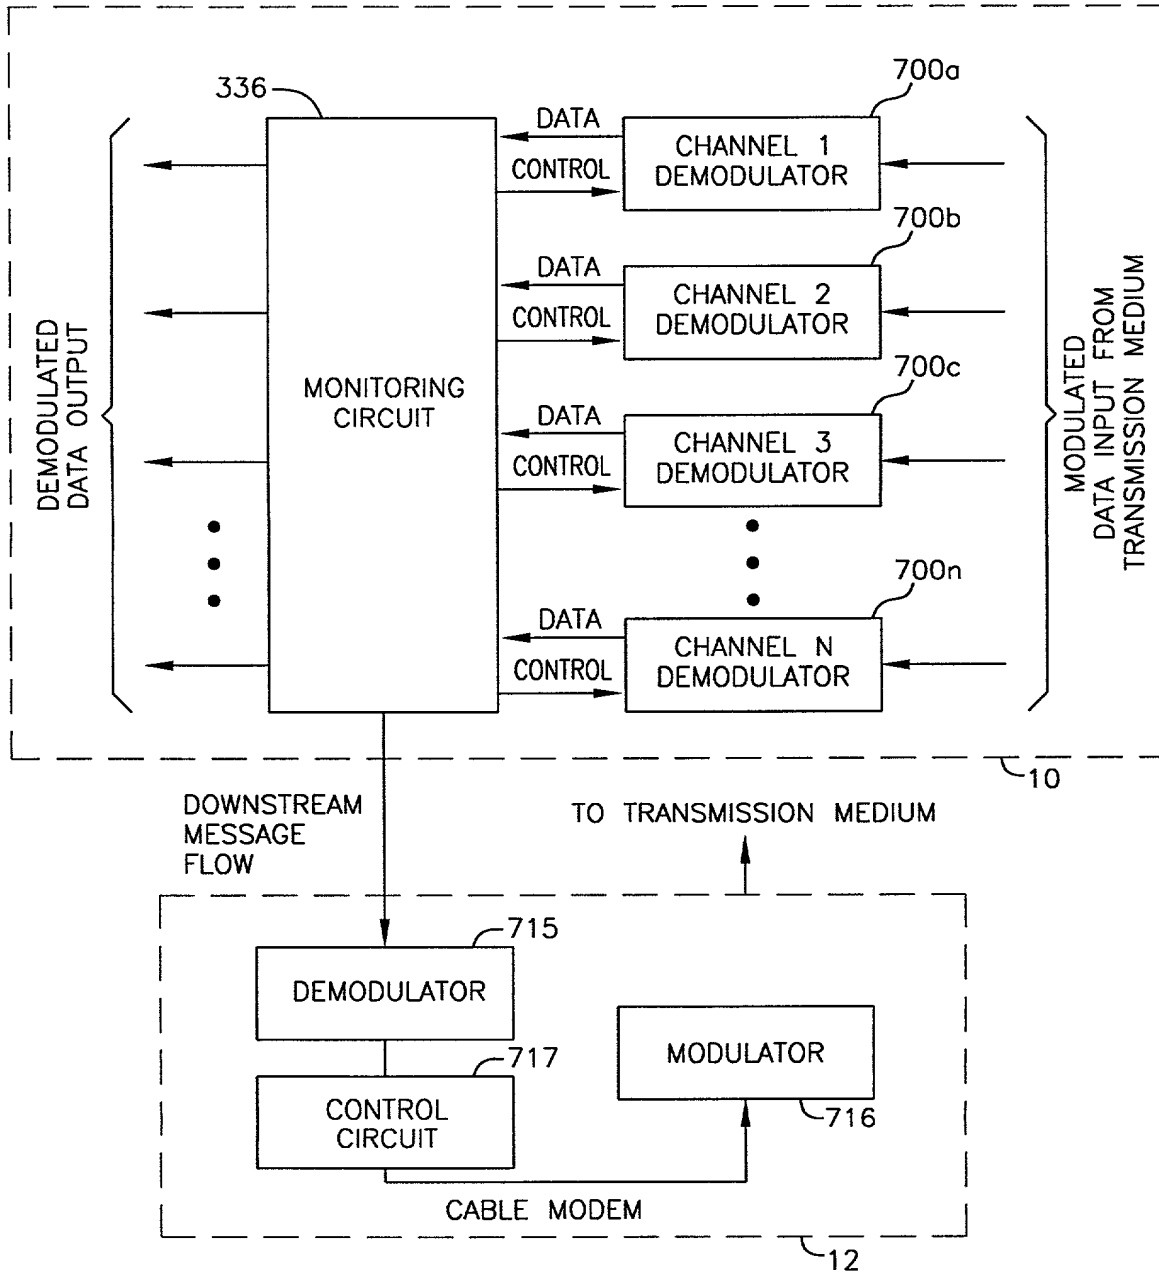 700a
336
DATA
CHANNEL 1
DEMODULATOR
CONTROL
700b
DATA
CHANNEL 2
DEMODULATOR
CONTROL
700c
DATA
CHANNEL 3
DEMODULATOR
CONTROL
700n
DATA
CHANNEL N
DEMODULATOR
CONTROL
MONITORING
CIRCUIT
DEMODULATED
DATA OUTPUT
MODULATED
DATA INPUT FROM
TRANSMISSION MEDIUM
10
DOWNSTREAM
MESSAGE
FLOW
TO TRANSMISSION MEDIUM
715
DEMODULATOR
717
CONTROL
CIRCUIT
MODULATOR
716
CABLE MODEM
12